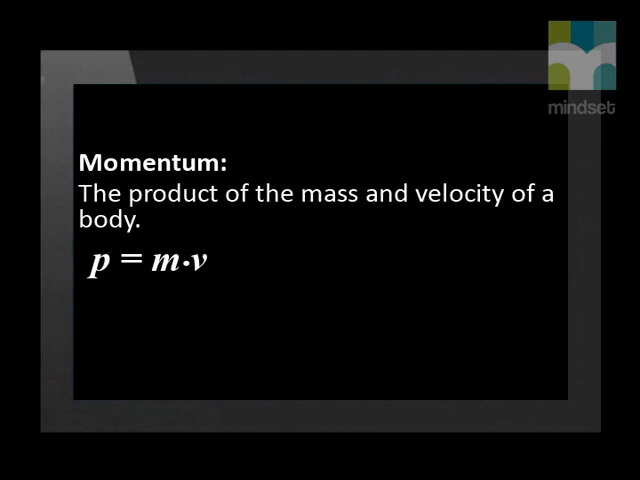 mindset
Momentum:
The product of the mass and velocity of a
body.
p = m·v